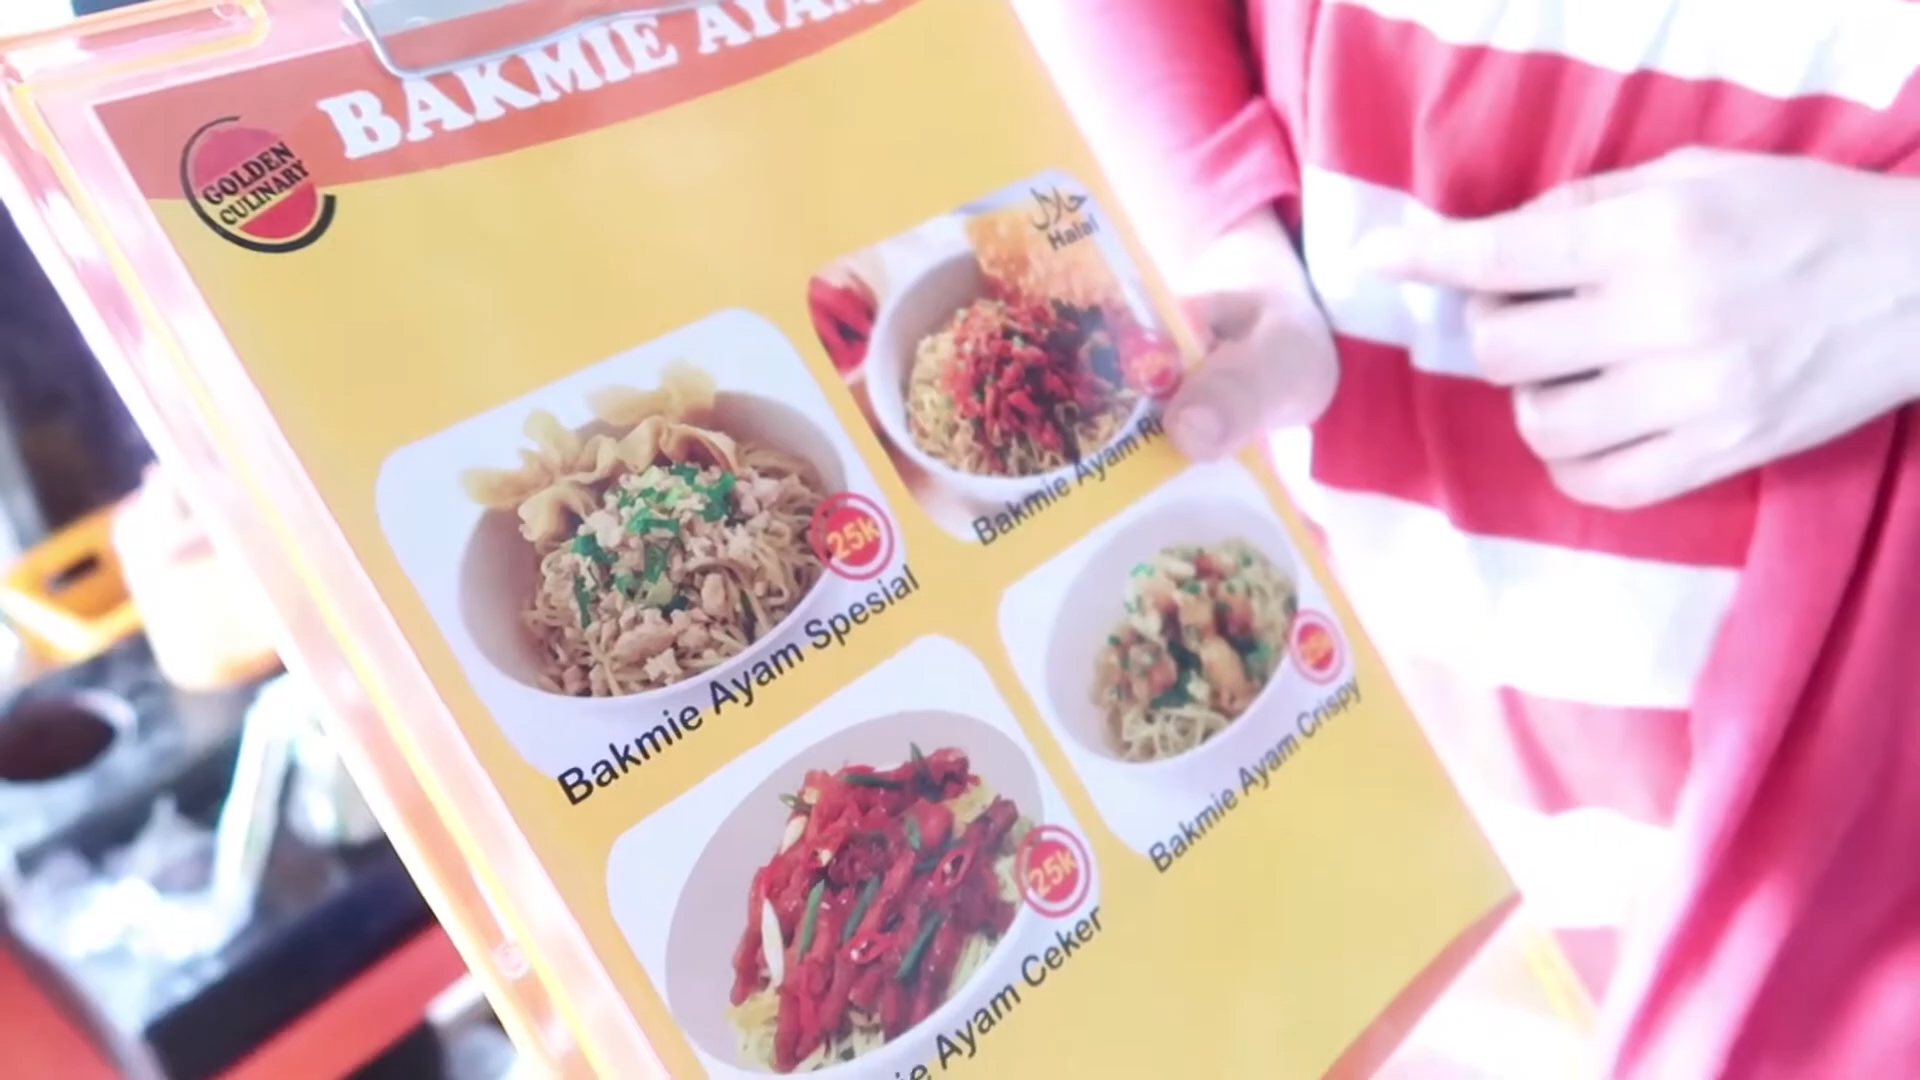 BAKMIE AYAM
GOLDEN
CULINARY
حلال
Halal
Bakmie Ayam
25k
Bakmie Ayam Spesial
Bakmie Ayam Crispy
25k
Ayam Ceker